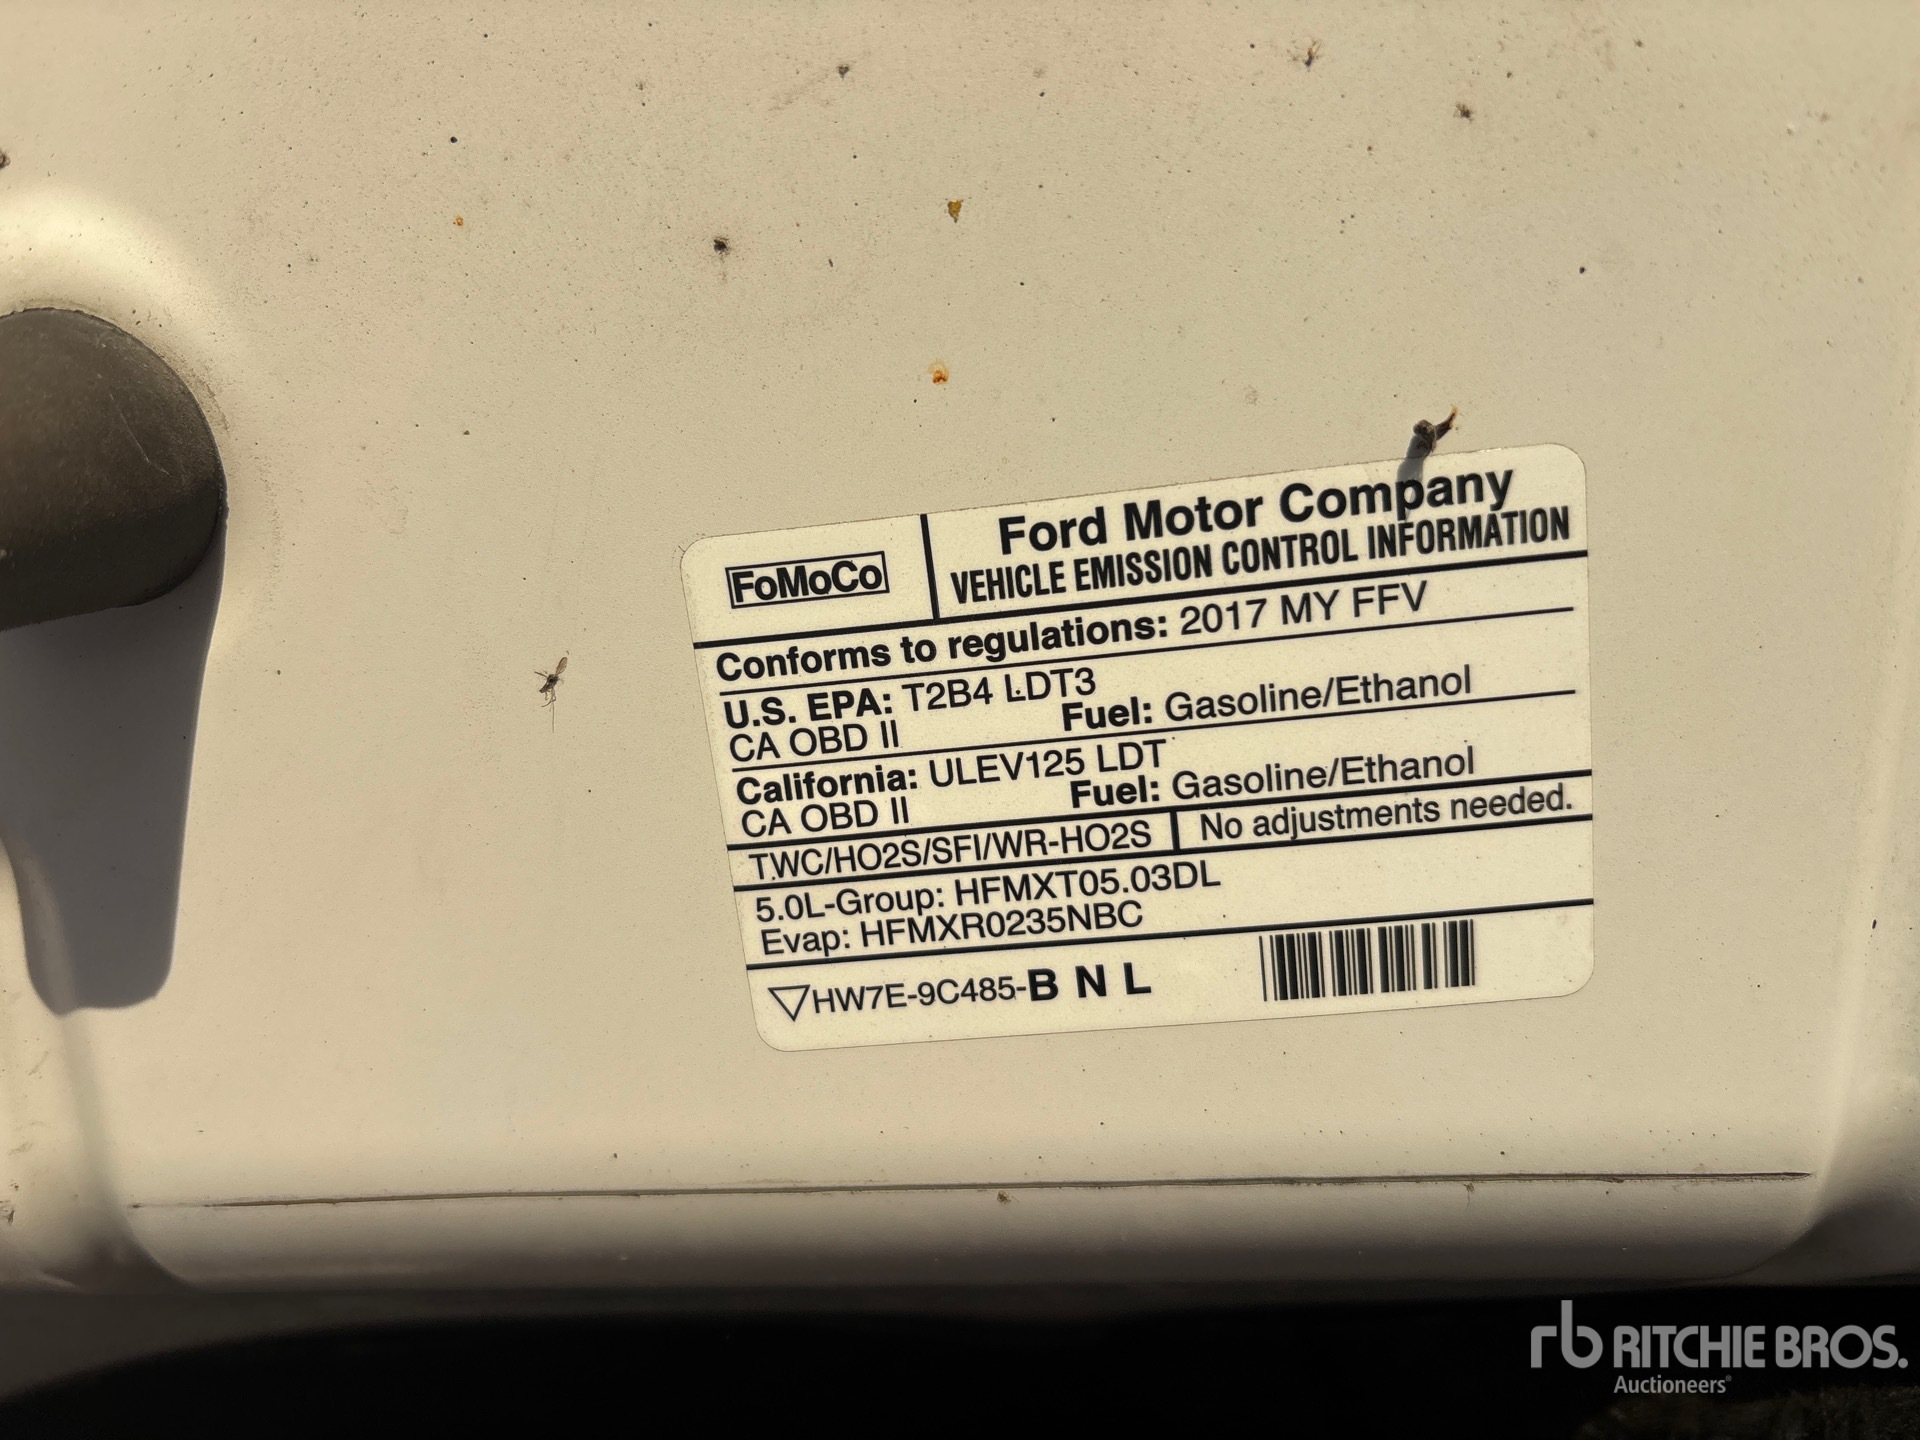 FoMoCo
Ford Motor Company
VEHICLE EMISSION CONTROL INFORMATION
Conforms to regulations: 2017 MY FFV
U.S. EPA: T2B4 LDT3
CA OBD II Fuel: Gasoline/Ethanol
California: ULEV125 LDT
CA OBD II Fuel: Gasoline/Ethanol
TWC/HO2S/SFI/WR-HO2S No adjustments needed.
5.0L-Group: HFMXT05.03DL
Evap: HFMXR0235NBC
▽HW7E-9C485-B N L
rb RITCHIE BROS.
Auctioneers®